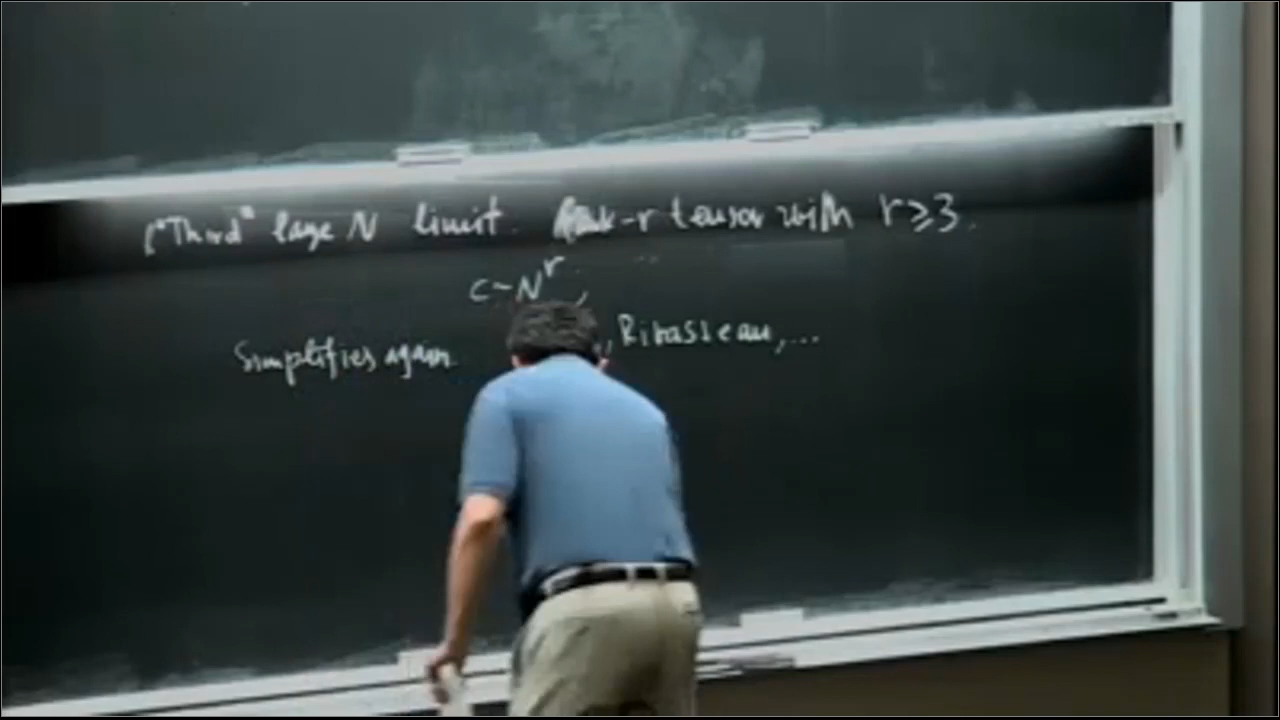 "Third" large N limit. Rank-r tensor with r ≥ 3.
c ~ N^r,
Simplifies again , Rivasseau, ...